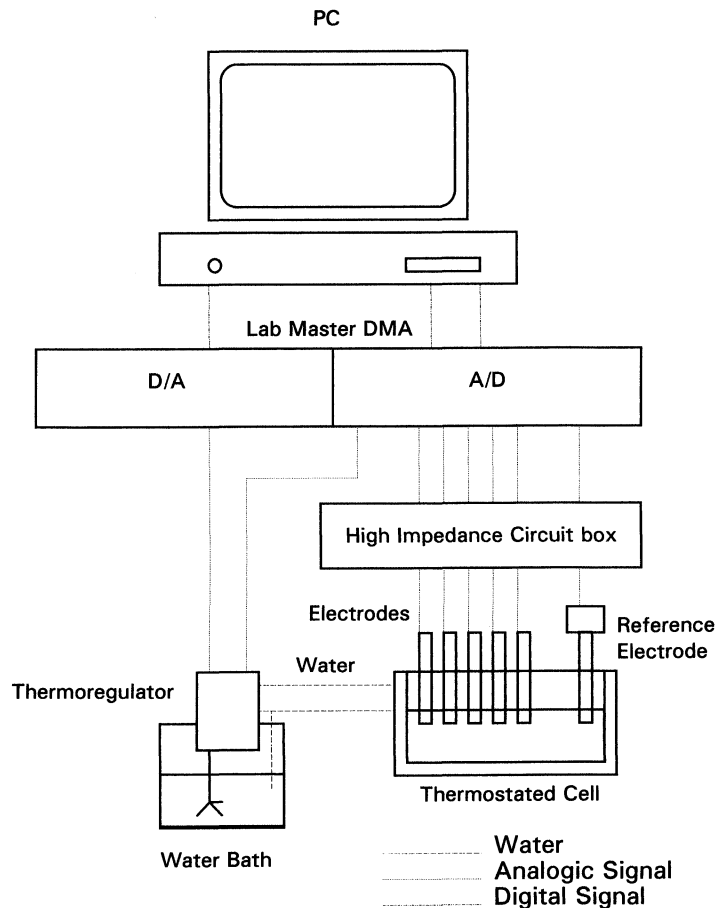 PC
Lab Master DMA
D/A
A/D
High Impedance Circuit box
Electrodes
Reference
Electrode
Water
Thermoregulator
Thermostated Cell
Water Bath
Water
Analogic Signal
Digital Signal